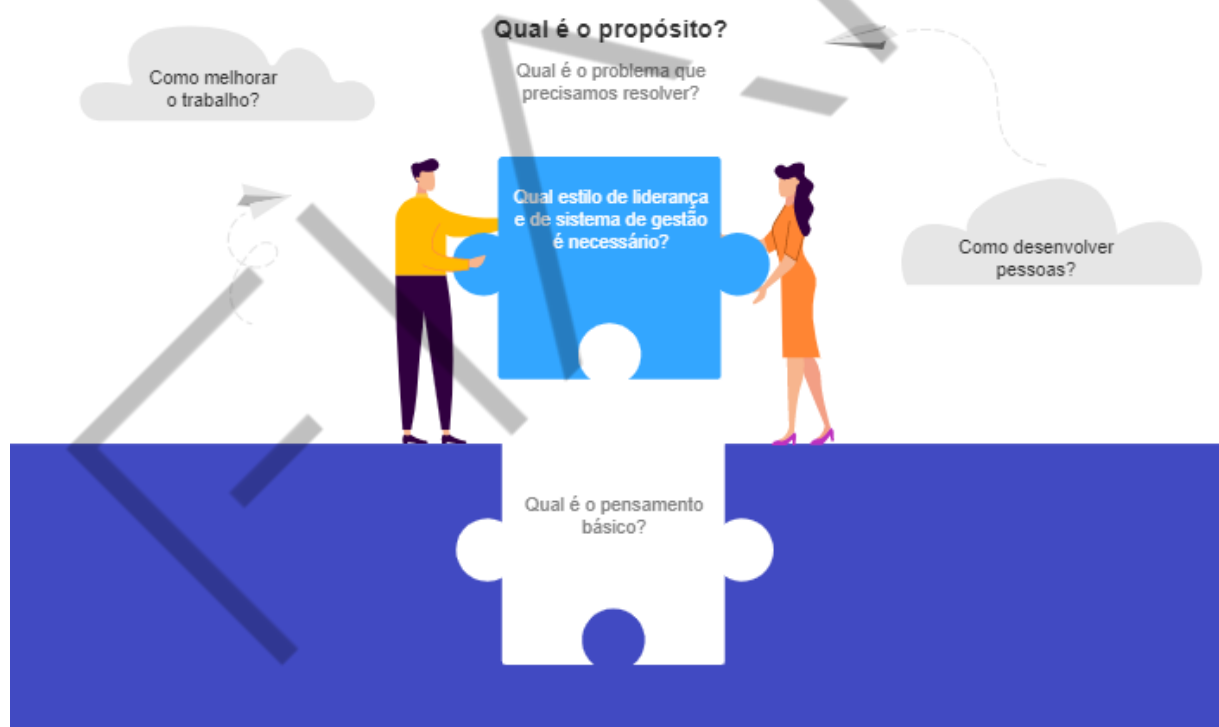 Qual é o propósito?
Qual é o problema que
precisamos resolver?
Como melhorar
o trabalho?
Qual estilo de liderança
e de sistema de gestão
é necessário?
Como desenvolver
pessoas?
Qual é o pensamento
básico?